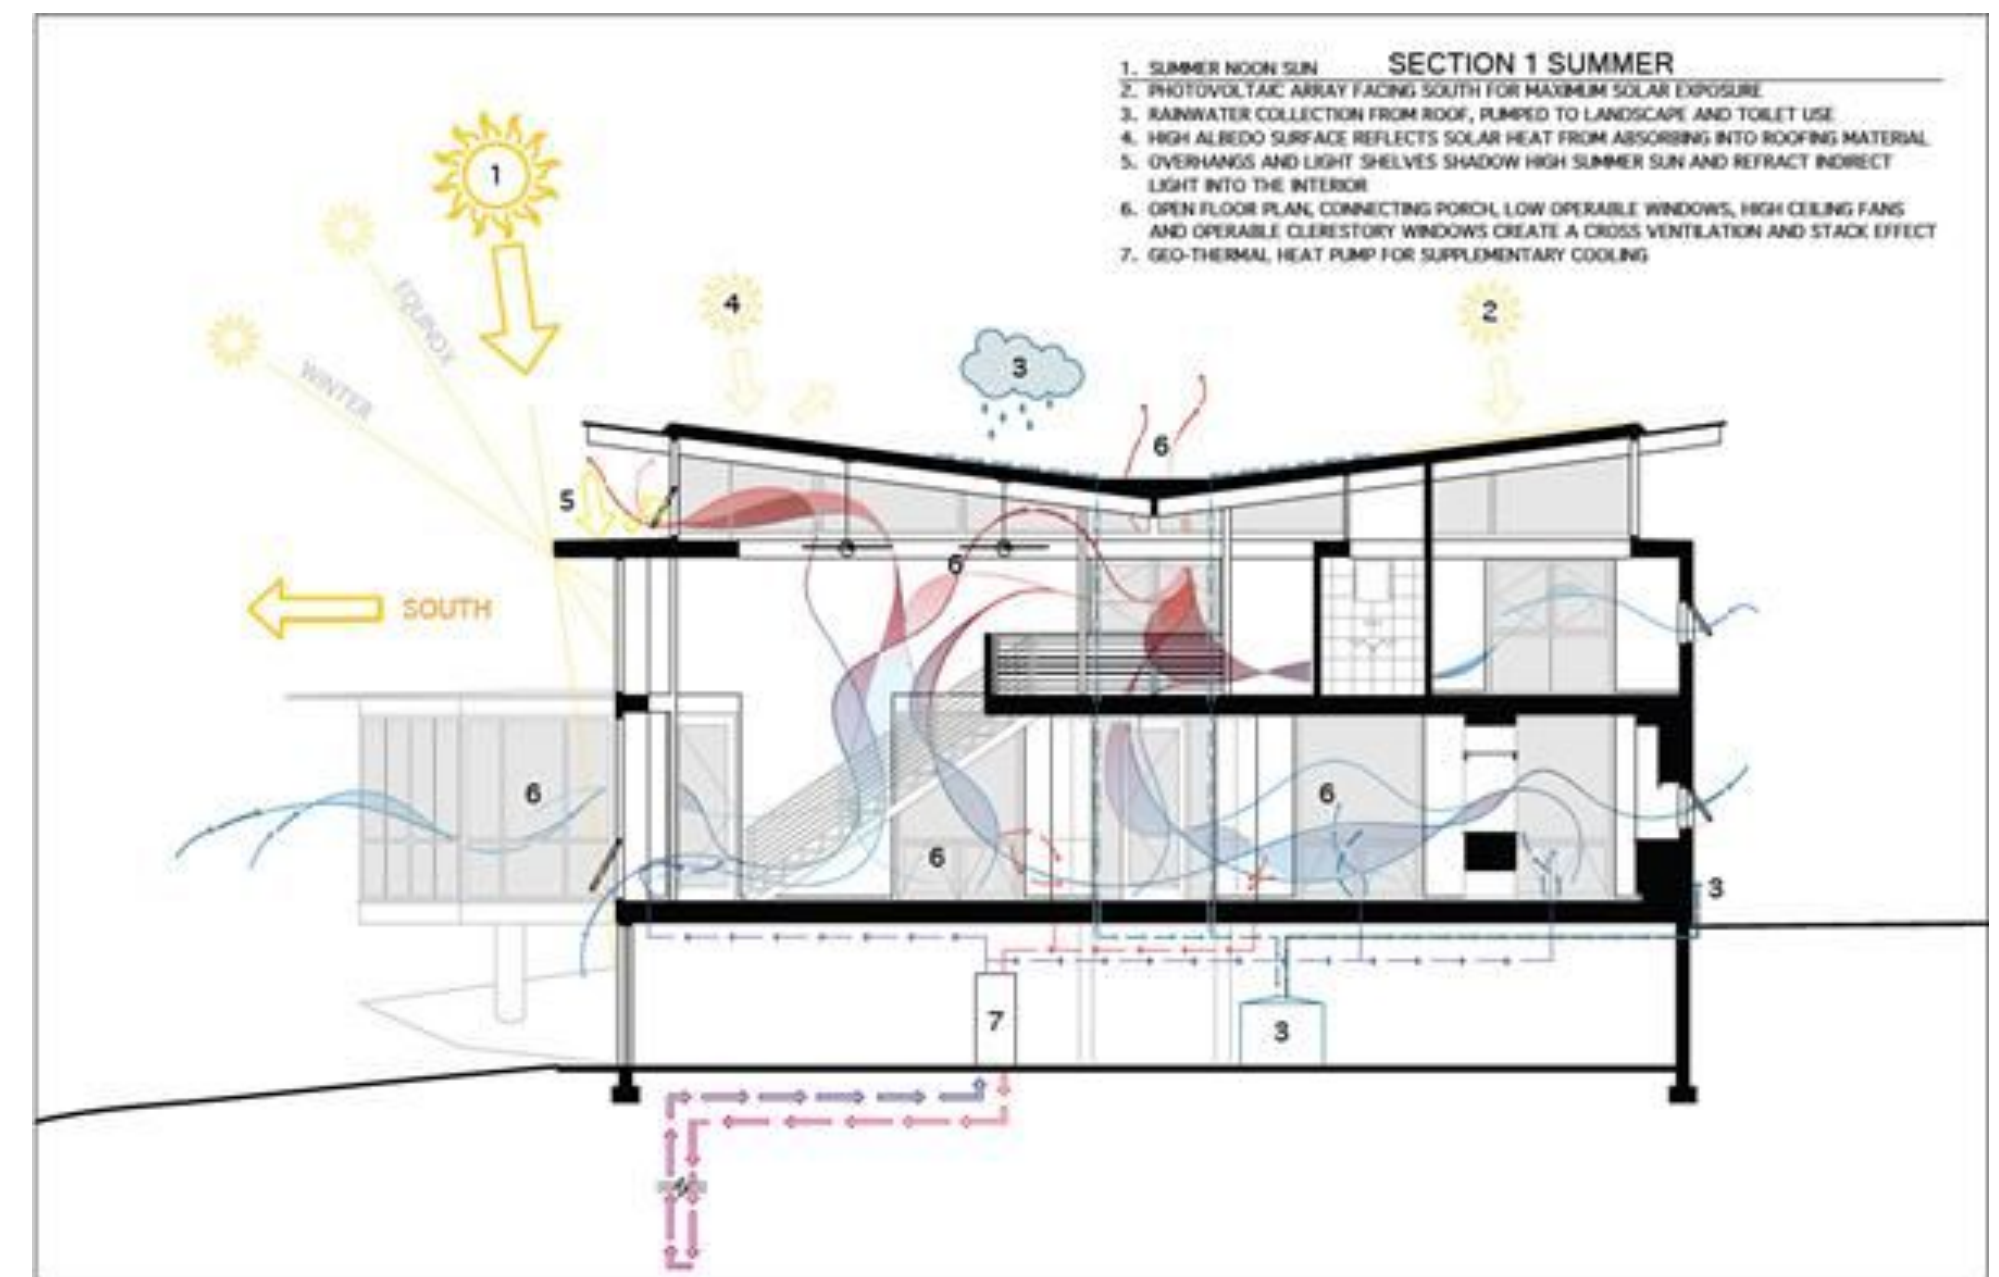 SECTION 1 SUMMER
1. SUMMER NOON SUN
2. PHOTOVOLTAIC ARRAY FACING SOUTH FOR MAXIMUM SOLAR EXPOSURE
3. RAINWATER COLLECTION FROM ROOF, PUMPED TO LANDSCAPE AND TOILET USE
4. HIGH ALBEDO SURFACE REFLECTS SOLAR HEAT FROM ABSORBING INTO ROOFING MATERIAL
5. OVERHANGS AND LIGHT SHELVES SHADOW HIGH SUMMER SUN AND REFRACT INDIRECT
LIGHT INTO THE INTERIOR
6. OPEN FLOOR PLAN, CONNECTING PORCH, LOW OPERABLE WINDOWS, HIGH CEILING FANS
AND OPERABLE CLERESTORY WINDOWS CREATE A CROSS VENTILATION AND STACK EFFECT
7. GEO-THERMAL HEAT PUMP FOR SUPPLEMENTARY COOLING
1
EQUINOX
WINTER
4
2
3
6
5
6
SOUTH
6
6
6
3
7
3